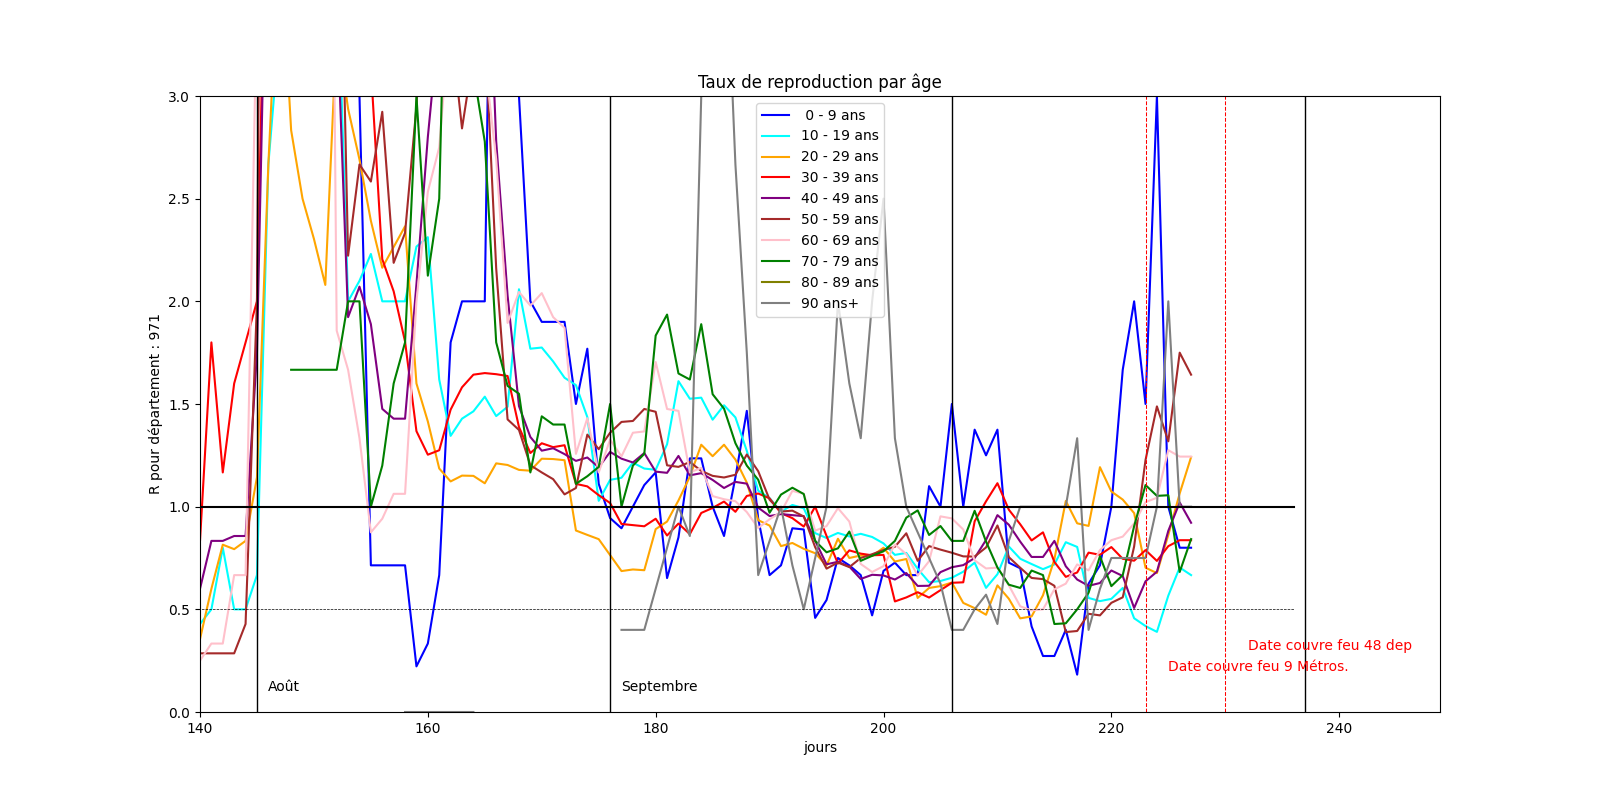 Taux de reproduction par âge
R pour département : 971
3.0
2.5
2.0
1.5
1.0
0.5
0.0
0 - 9 ans
10 - 19 ans
20 - 29 ans
30 - 39 ans
40 - 49 ans
50 - 59 ans
60 - 69 ans
70 - 79 ans
80 - 89 ans
90 ans+
Date couvre feu 48 dep
Date couvre feu 9 Métros.
Août
Septembre
140
160
180
200
220
240
jours